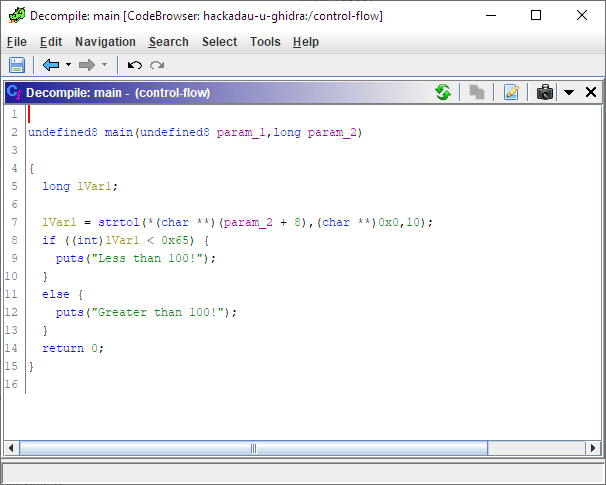 Decompile: main [CodeBrowser: hackadau-u-ghidra:/control-flow]
File Edit Navigation Search Select Tools Help
Decompile: main - (control-flow)
1
2 undefined8 main(undefined8 param_1,long param_2)
3
4 {
5   long lVar1;
6
7   lVar1 = strtol(*(char **)(param_2 + 8),(char **)0x0,10);
8   if ((int)lVar1 < 0x65) {
9     puts("Less than 100!");
10   }
11   else {
12     puts("Greater than 100!");
13   }
14   return 0;
15 }
16